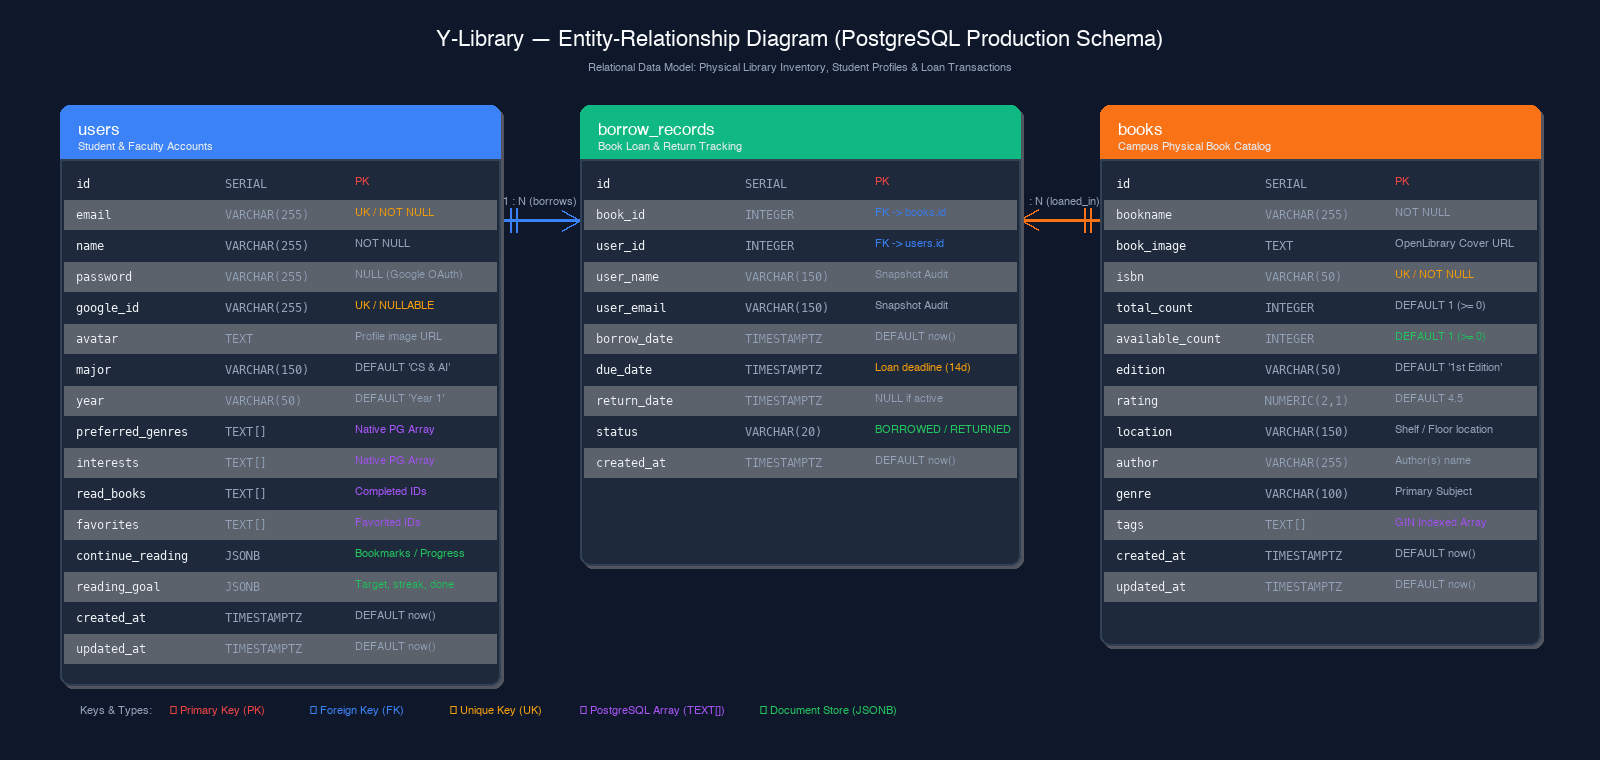 Y-Library — Entity-Relationship Diagram (PostgreSQL Production Schema)
Relational Data Model: Physical Library Inventory, Student Profiles & Loan Transactions
users
Student & Faculty Accounts
id SERIAL PK
email VARCHAR(255) UK / NOT NULL
name VARCHAR(255) NOT NULL
password VARCHAR(255) NULL (Google OAuth)
google_id VARCHAR(255) UK / NULLABLE
avatar TEXT Profile image URL
major VARCHAR(150) DEFAULT 'CS & AI'
year VARCHAR(50) DEFAULT 'Year 1'
preferred_genres TEXT[] Native PG Array
interests TEXT[] Native PG Array
read_books TEXT[] Completed IDs
favorites TEXT[] Favorited IDs
continue_reading JSONB Bookmarks / Progress
reading_goal JSONB Target, streak, done
created_at TIMESTAMPTZ DEFAULT now()
updated_at TIMESTAMPTZ DEFAULT now()
1 : N (borrows)
borrow_records
Book Loan & Return Tracking
id SERIAL PK
book_id INTEGER FK -> books.id
user_id INTEGER FK -> users.id
user_name VARCHAR(150) Snapshot Audit
user_email VARCHAR(150) Snapshot Audit
borrow_date TIMESTAMPTZ DEFAULT now()
due_date TIMESTAMPTZ Loan deadline (14d)
return_date TIMESTAMPTZ NULL if active
status VARCHAR(20) BORROWED / RETURNED
created_at TIMESTAMPTZ DEFAULT now()
: N (loaned_in)
books
Campus Physical Book Catalog
id SERIAL PK
bookname VARCHAR(255) NOT NULL
book_image TEXT OpenLibrary Cover URL
isbn VARCHAR(50) UK / NOT NULL
total_count INTEGER DEFAULT 1 (>= 0)
available_count INTEGER DEFAULT 1 (>= 0)
edition VARCHAR(50) DEFAULT '1st Edition'
rating NUMERIC(2,1) DEFAULT 4.5
location VARCHAR(150) Shelf / Floor location
author VARCHAR(255) Author(s) name
genre VARCHAR(100) Primary Subject
tags TEXT[] GIN Indexed Array
created_at TIMESTAMPTZ DEFAULT now()
updated_at TIMESTAMPTZ DEFAULT now()
Keys & Types: Primary Key (PK) Foreign Key (FK) Unique Key (UK) PostgreSQL Array (TEXT[]) Document Store (JSONB)